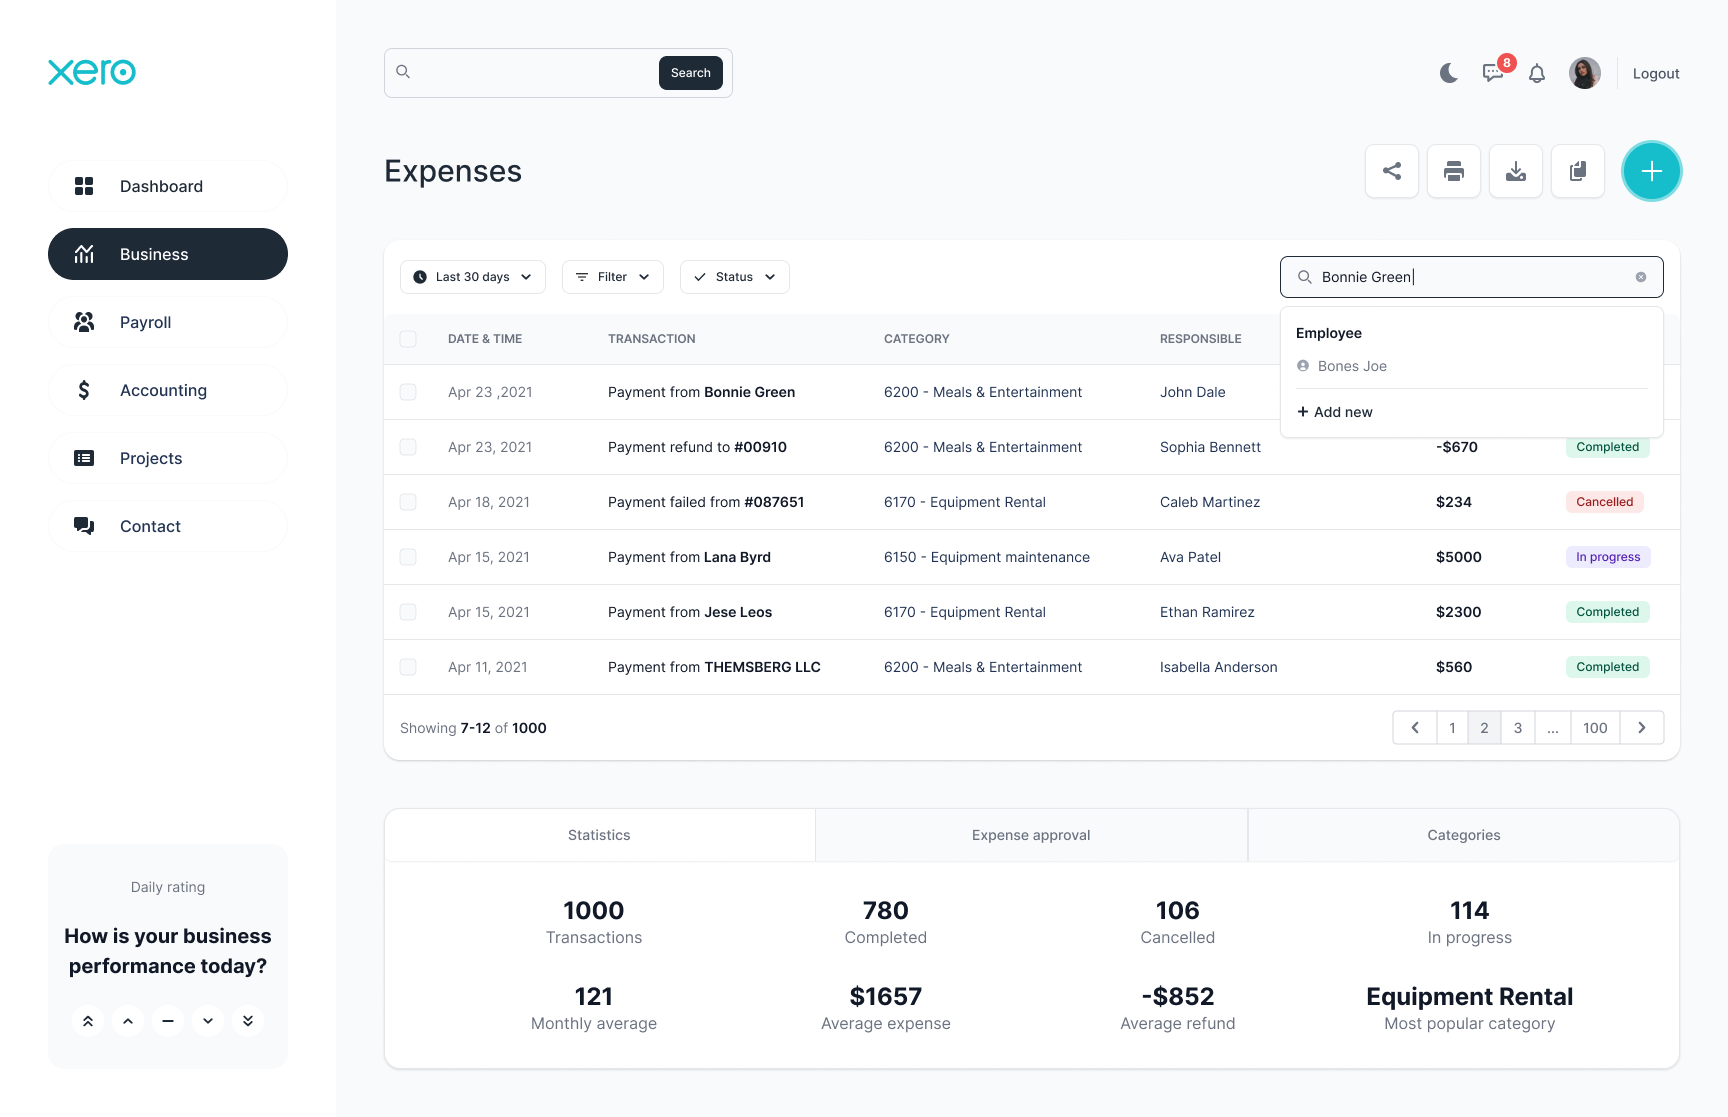 xero
Search
8
Logout
Dashboard
Business
Payroll
Accounting
Projects
Contact
Expenses
Last 30 days
Filter
Status
Bonnie Green
Employee
Bones Joe
+ Add new
DATE & TIME TRANSACTION CATEGORY RESPONSIBLE
Apr 23 ,2021 Payment from Bonnie Green 6200 - Meals & Entertainment John Dale
Apr 23, 2021 Payment refund to #00910 6200 - Meals & Entertainment Sophia Bennett -$670 Completed
Apr 18, 2021 Payment failed from #087651 6170 - Equipment Rental Caleb Martinez $234 Cancelled
Apr 15, 2021 Payment from Lana Byrd 6150 - Equipment maintenance Ava Patel $5000 In progress
Apr 15, 2021 Payment from Jese Leos 6170 - Equipment Rental Ethan Ramirez $2300 Completed
Apr 11, 2021 Payment from THEMSBERG LLC 6200 - Meals & Entertainment Isabella Anderson $560 Completed
Showing 7-12 of 1000
1 2 3 ... 100
Statistics Expense approval Categories
1000 780 106 114
Transactions Completed Cancelled In progress
121 $1657 -$852 Equipment Rental
Monthly average Average expense Average refund Most popular category
Daily rating
How is your business
performance today?